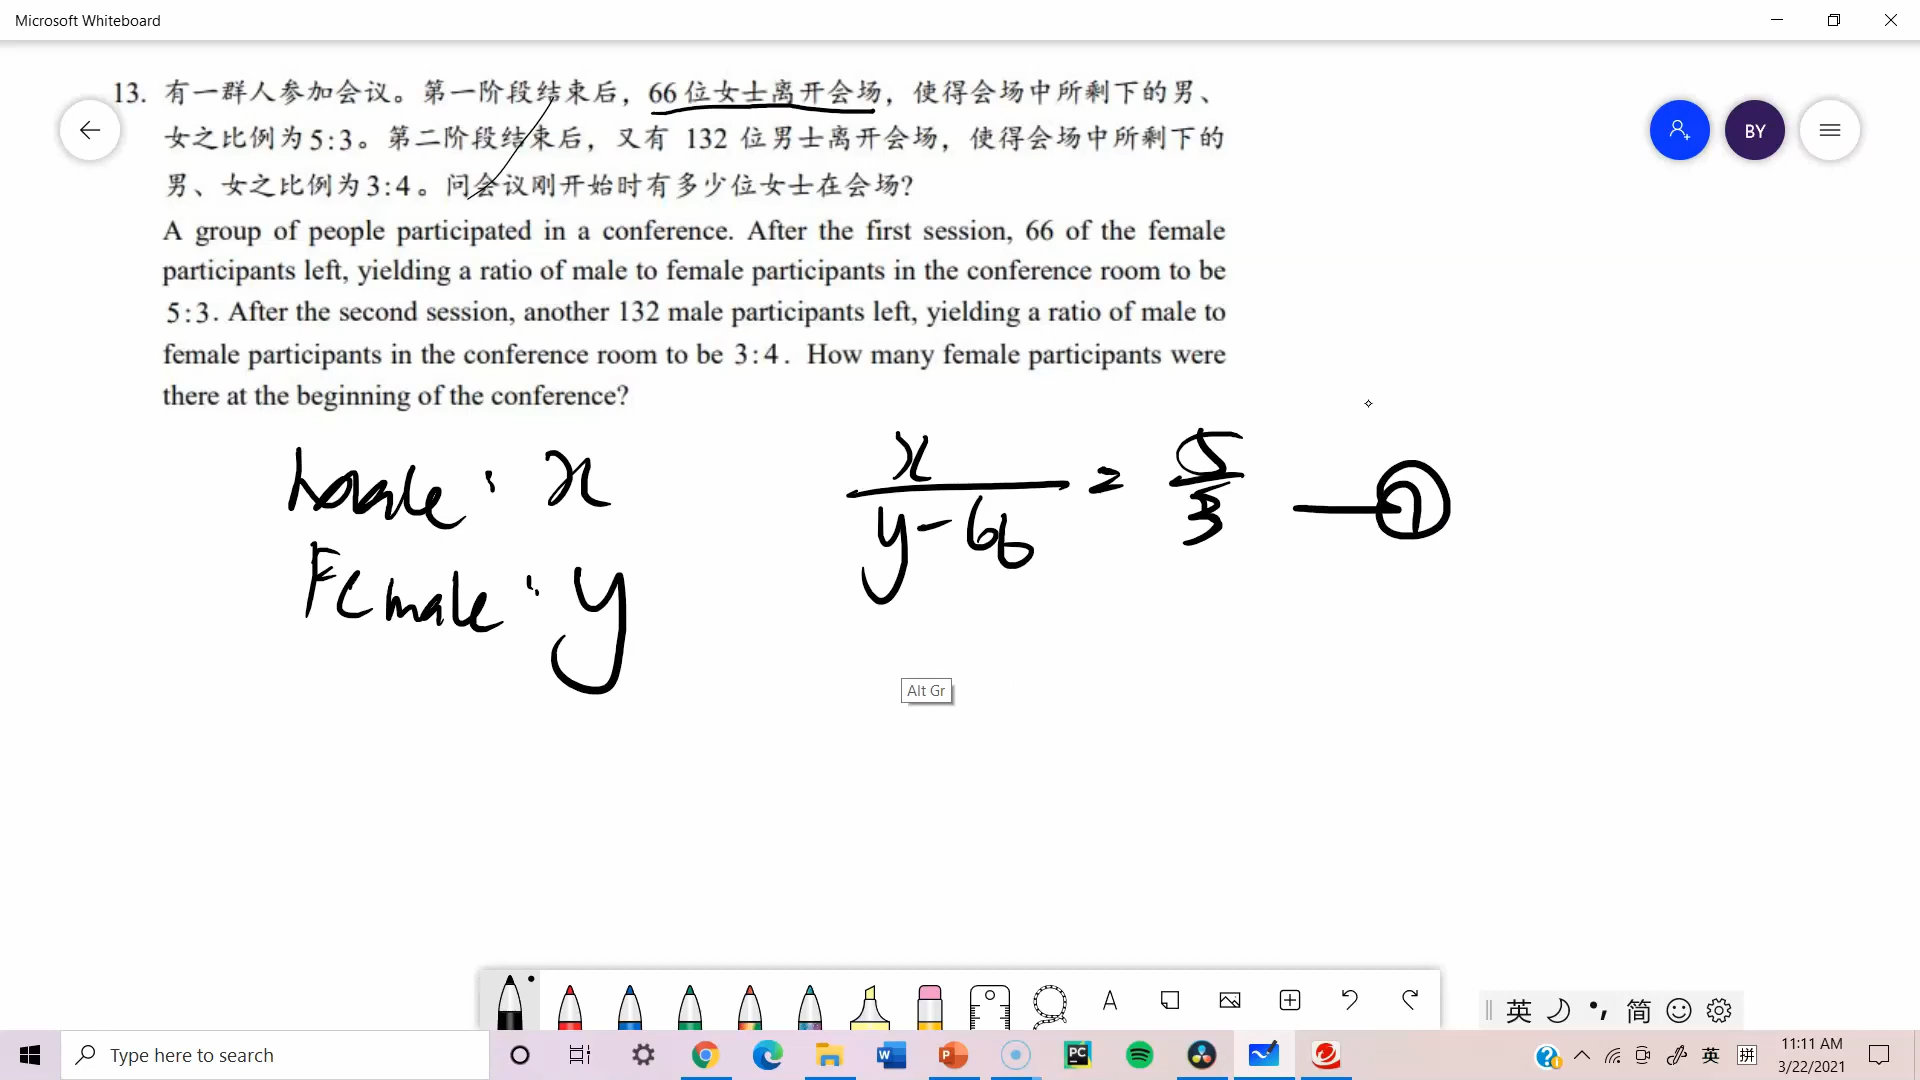 Microsoft Whiteboard
13. 有一群人参加会议。第一阶段结束后，66 位女士离开会场，使得会场中所剩下的男、
女之比例为 5:3。第二阶段结束后，又有 132 位男士离开会场，使得会场中所剩下的
男、女之比例为 3:4。问会议刚开始时有多少位女士在会场?
A group of people participated in a conference. After the first session, 66 of the female
participants left, yielding a ratio of male to female participants in the conference room to be
5:3. After the second session, another 132 male participants left, yielding a ratio of male to
female participants in the conference room to be 3:4. How many female participants were
there at the beginning of the conference?
BY
male : x
Female : y
x
y-66
=
5
3
①
Alt Gr
英 简
Type here to search
英 拼
11:11 AM
3/22/2021